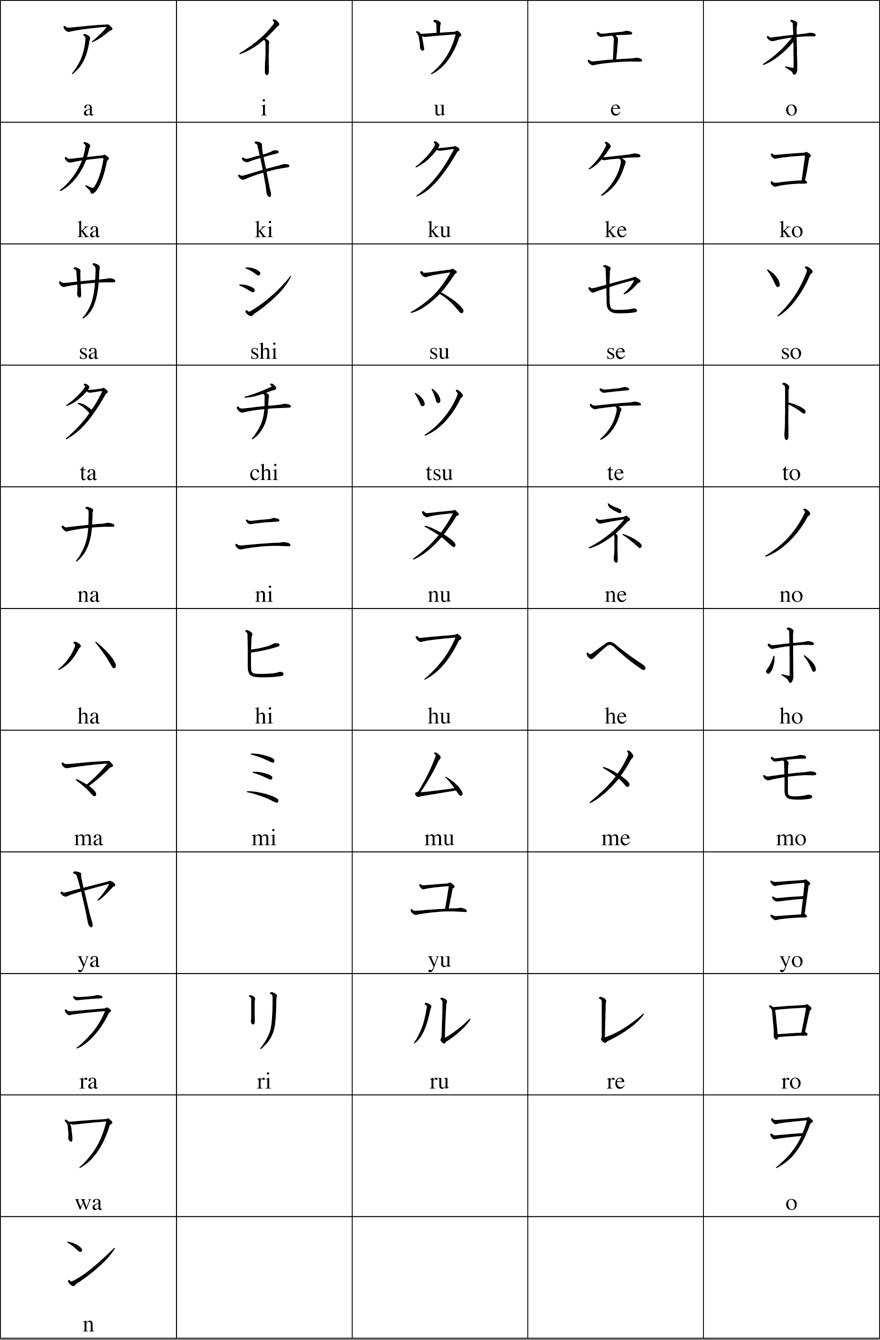 ア イ ウ エ オ
a i u e o
カ キ ク ケ コ
ka ki ku ke ko
サ シ ス セ ソ
sa shi su se so
タ チ ツ テ ト
ta chi tsu te to
ナ ニ ヌ ネ ノ
na ni nu ne no
ハ ヒ フ ヘ ホ
ha hi hu he ho
マ ミ ム メ モ
ma mi mu me mo
ヤ ユ ヨ
ya yu yo
ラ リ ル レ ロ
ra ri ru re ro
ワ ヲ
wa o
ン
n